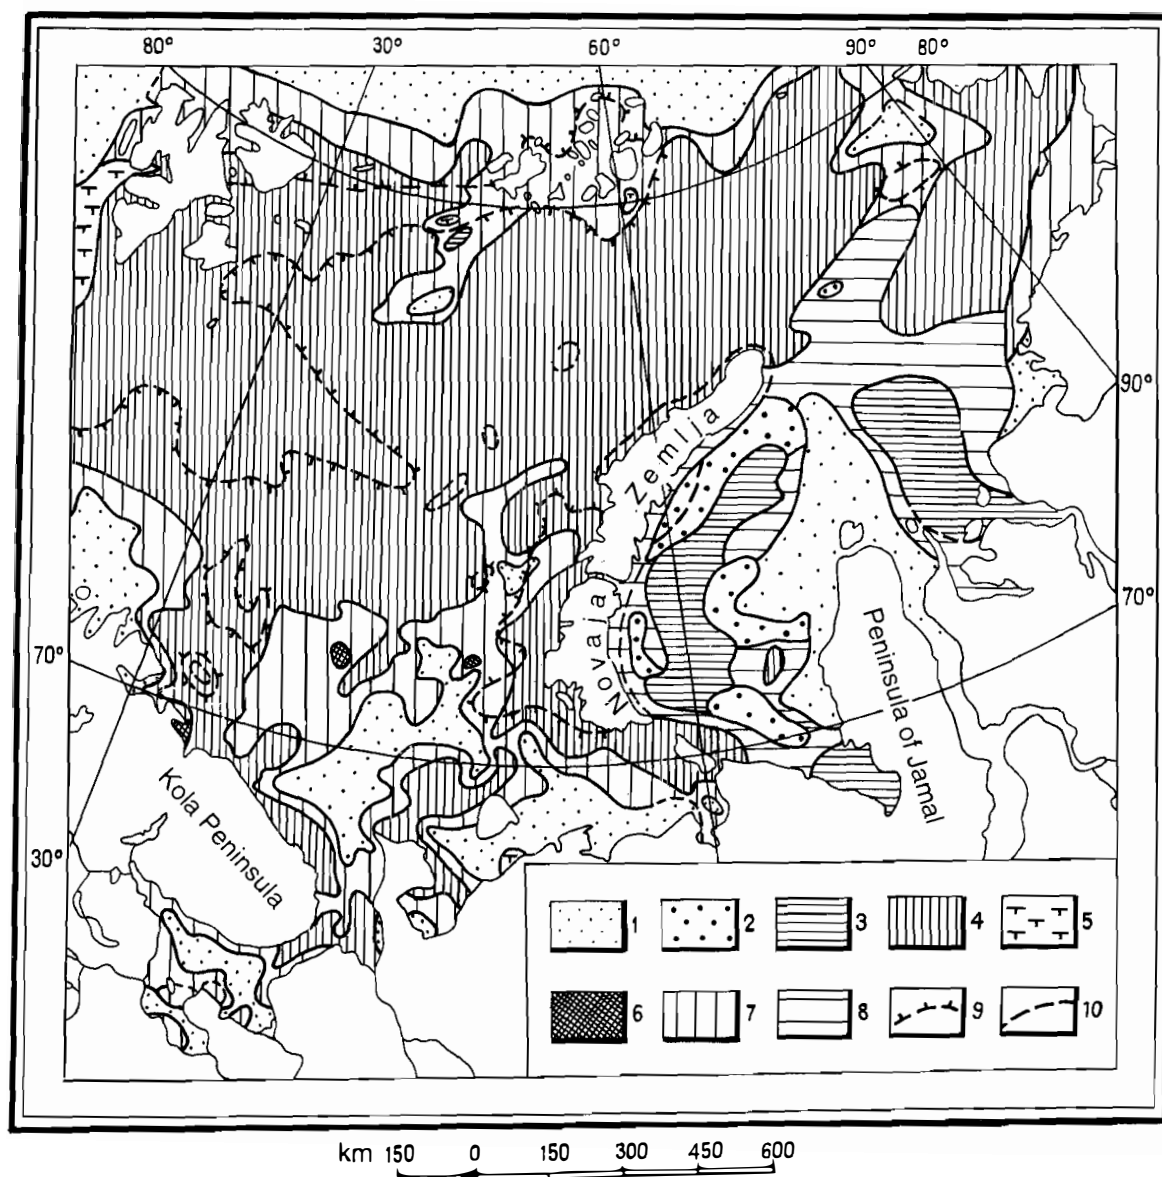 80° 30° 60° 90° 80°
90°
Zemlia
70°
Novaja
70°
Peninsula of Jamal
Kola Peninsula
30°
1 2 3 4 5
6 7 8 9 10
km 150 0 150 300 450 600